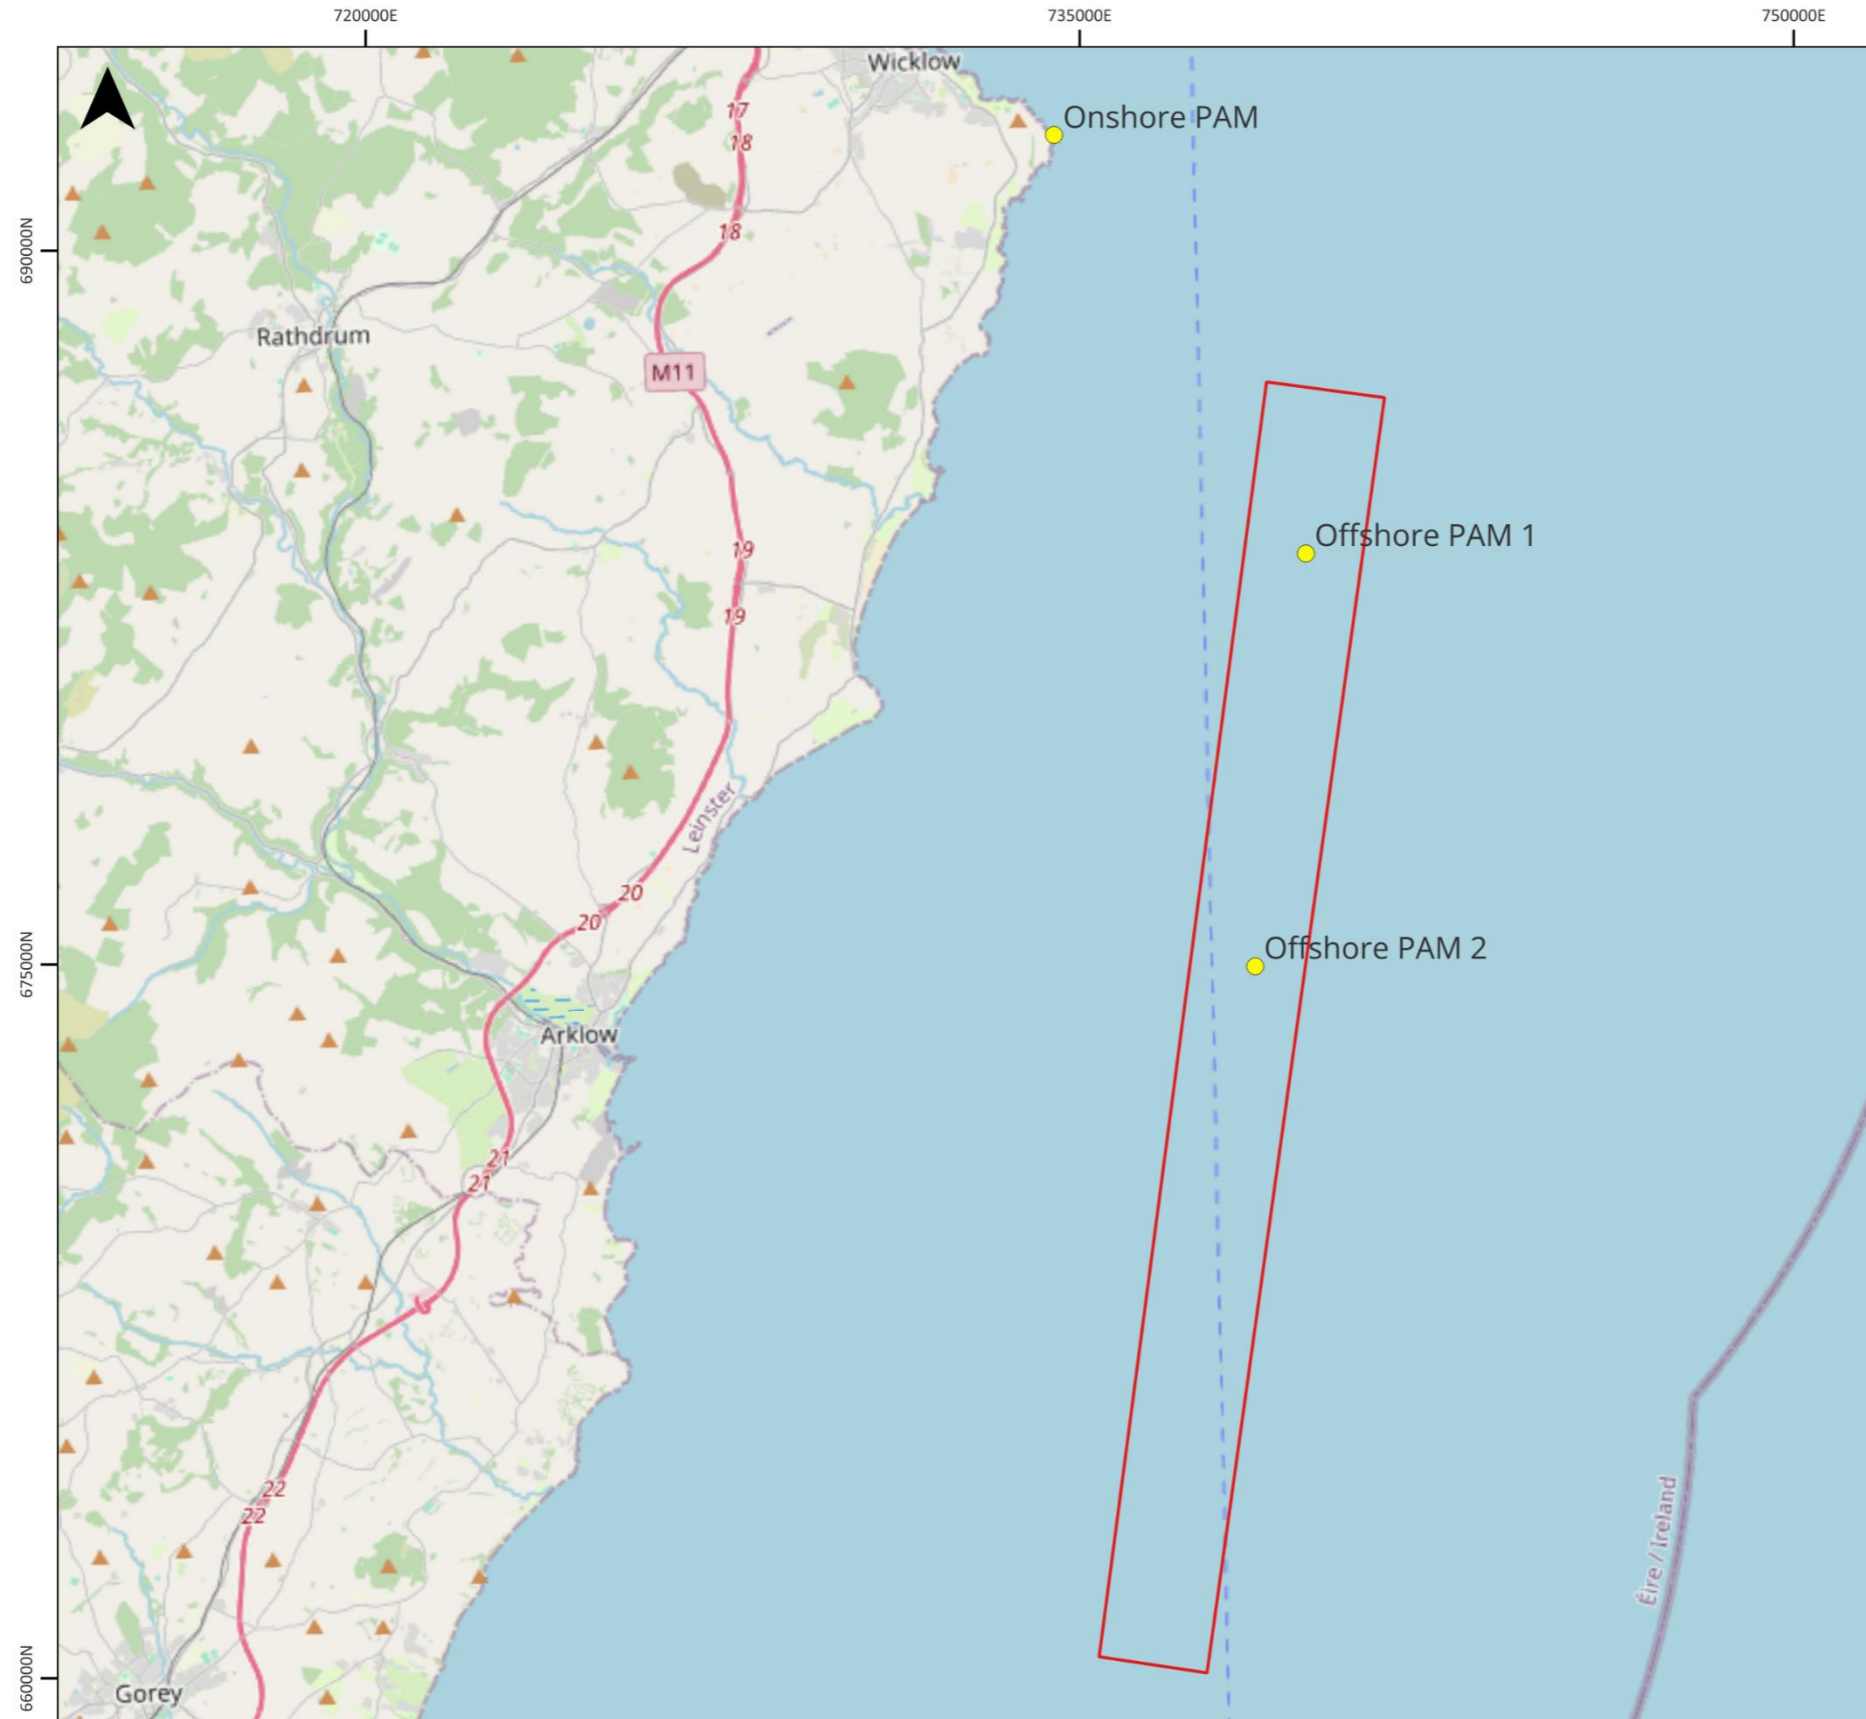 720000E
735000E
750000E
Wicklow
17
Onshore PAM
18
18
690000N
Rathdrum
M11
Offshore PAM 1
19
19
Leinster
20
20
Offshore PAM 2
675000N
Arklow
21
21
22
22
Éire / Ireland
660000N
Gorey